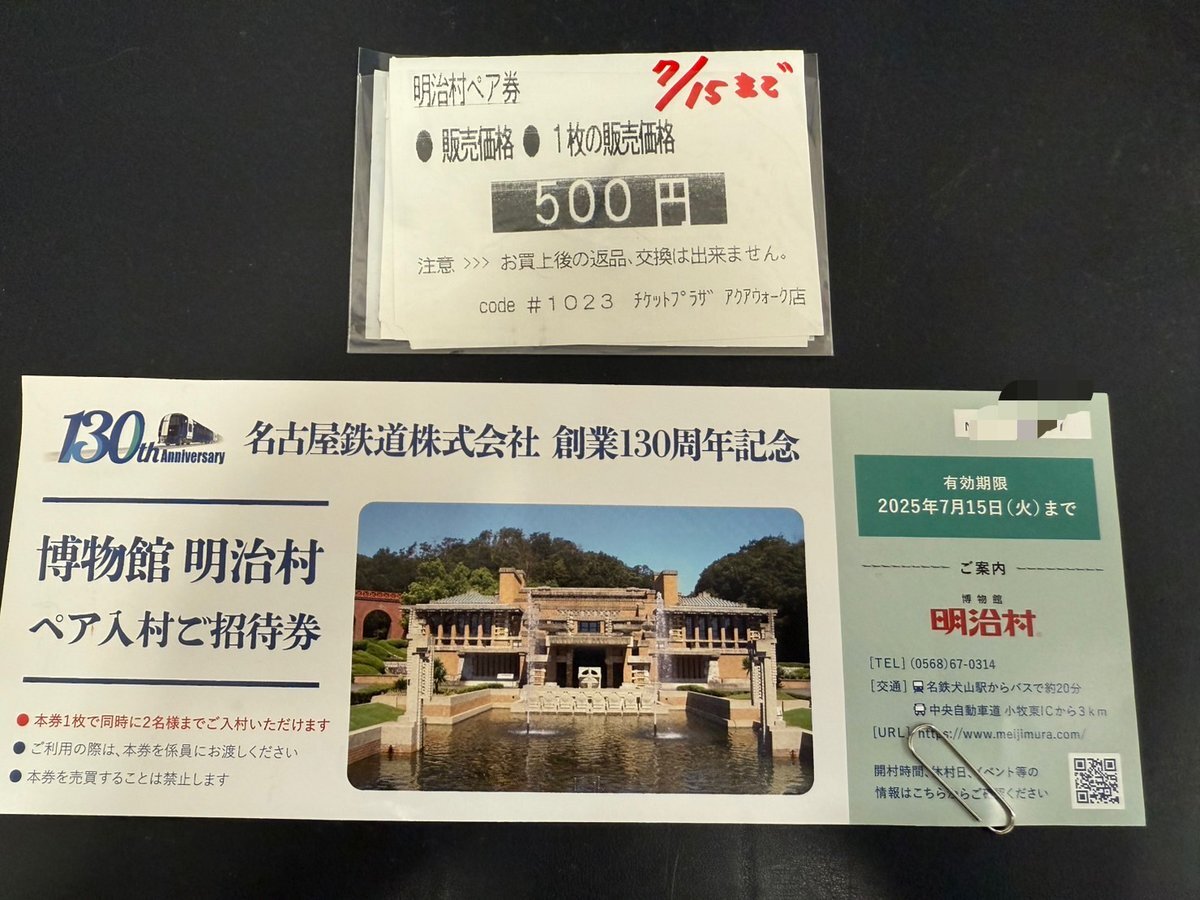 明治村ペア券
7/15まで
● 販売価格 ● 1枚の販売価格
500円
注意 >>> お買上後の返品、交換は出来ません。
code #1023 チケットプラザ アクアウォーク店
130th Anniversary
名古屋鉄道株式会社 創業130周年記念
博物館 明治村
ペア入村ご招待券
● 本券1枚で同時に2名様までご入村いただけます
● ご利用の際は、本券を係員にお渡しください
● 本券を売買することは禁止します
有効期限
2025年7月15日(火)まで
ご案内
博物館
明治村
[TEL] (0568)67-0314
[交通] 名鉄犬山駅からバスで約20分
中央自動車道 小牧東ICから3km
[URL] https://www.meijimura.com/
開村時間、休村日、イベント等の
情報はこちらからご確認ください